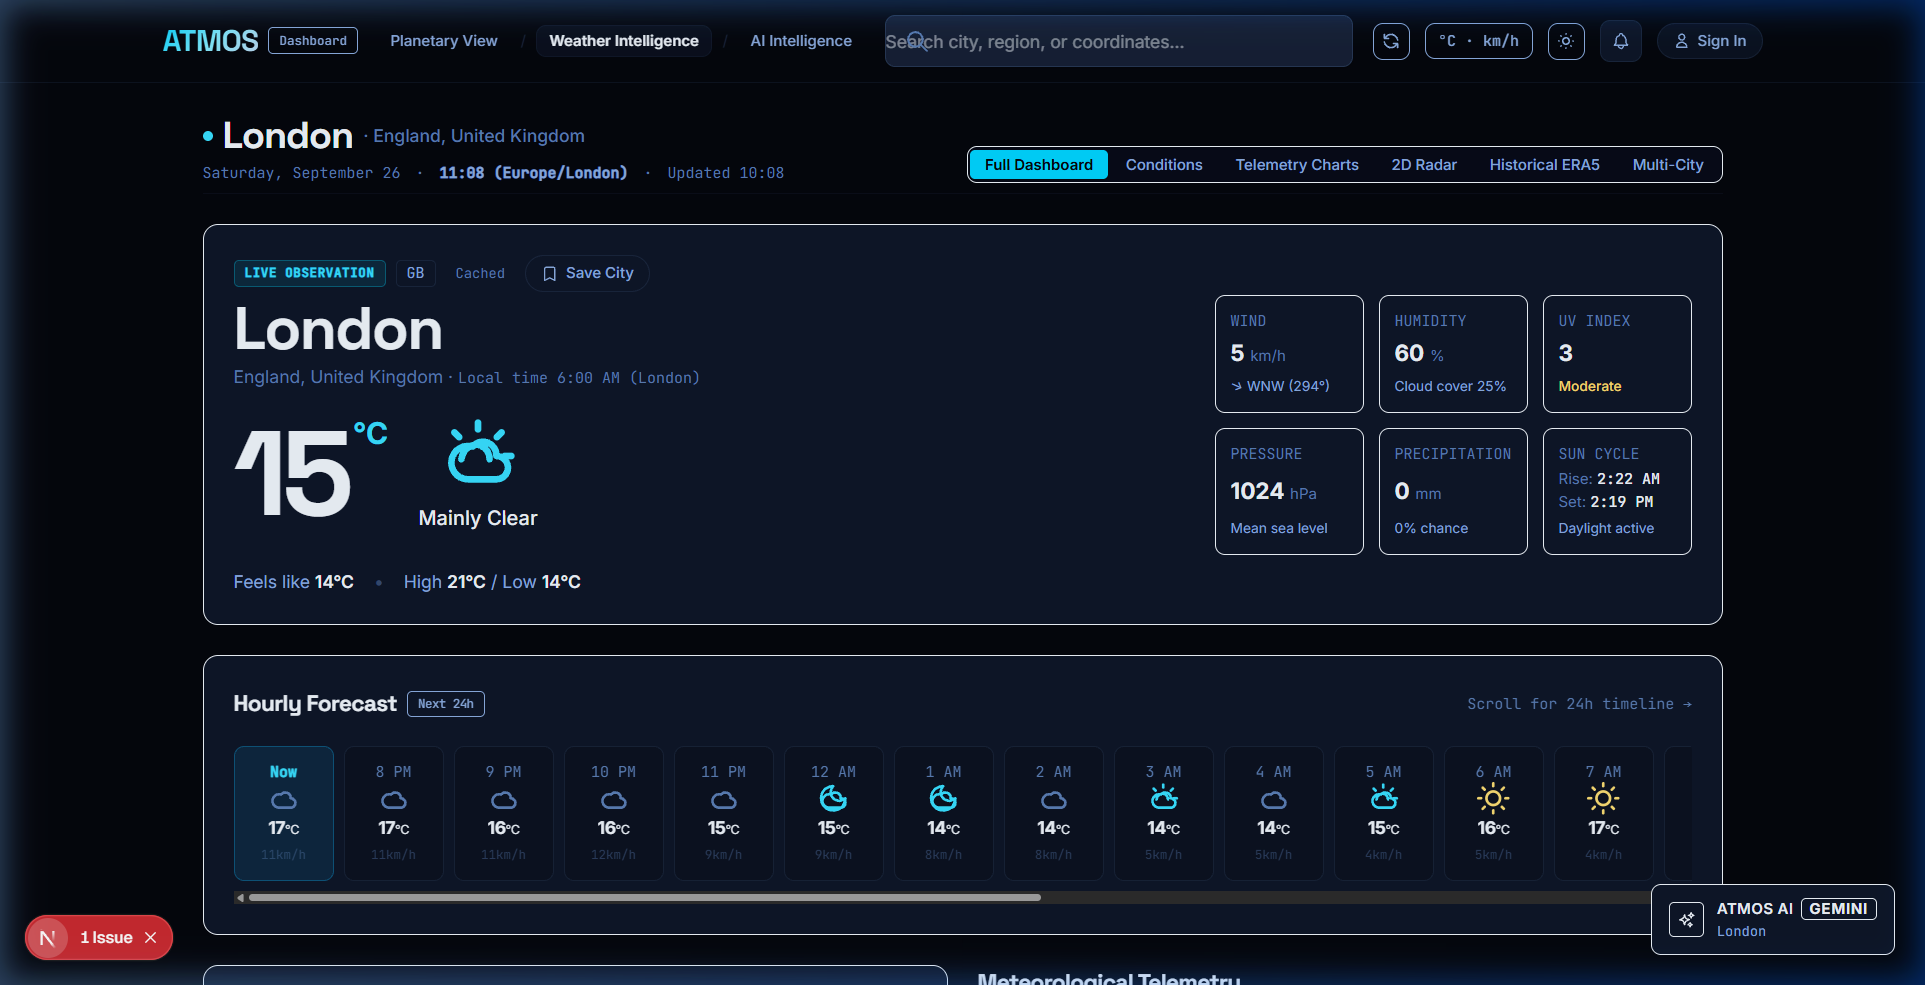 ATMOS Dashboard Planetary View / Weather Intelligence / AI Intelligence Search city, region, or coordinates... °C · km/h Sign In
London · England, United Kingdom
Saturday, September 26 · 11:08 (Europe/London) · Updated 10:08
Full Dashboard Conditions Telemetry Charts 2D Radar Historical ERA5 Multi-City
LIVE OBSERVATION GB Cached Save City
London
England, United Kingdom · Local time 6:00 AM (London)
15°C
Mainly Clear
Feels like 14°C • High 21°C / Low 14°C
WIND
5 km/h
↘ WNW (294°)
HUMIDITY
60 %
Cloud cover 25%
UV INDEX
3
Moderate
PRESSURE
1024 hPa
Mean sea level
PRECIPITATION
0 mm
0% chance
SUN CYCLE
Rise: 2:22 AM
Set: 2:19 PM
Daylight active
Hourly Forecast Next 24h Scroll for 24h timeline →
Now 8 PM 9 PM 10 PM 11 PM 12 AM 1 AM 2 AM 3 AM 4 AM 5 AM 6 AM 7 AM
17°C 17°C 16°C 16°C 15°C 15°C 14°C 14°C 14°C 14°C 15°C 16°C 17°C
11km/h 11km/h 11km/h 12km/h 9km/h 9km/h 8km/h 8km/h 5km/h 5km/h 4km/h 5km/h 4km/h
N 1 Issue
ATMOS AI GEMINI
London
Meteorological Telemetry